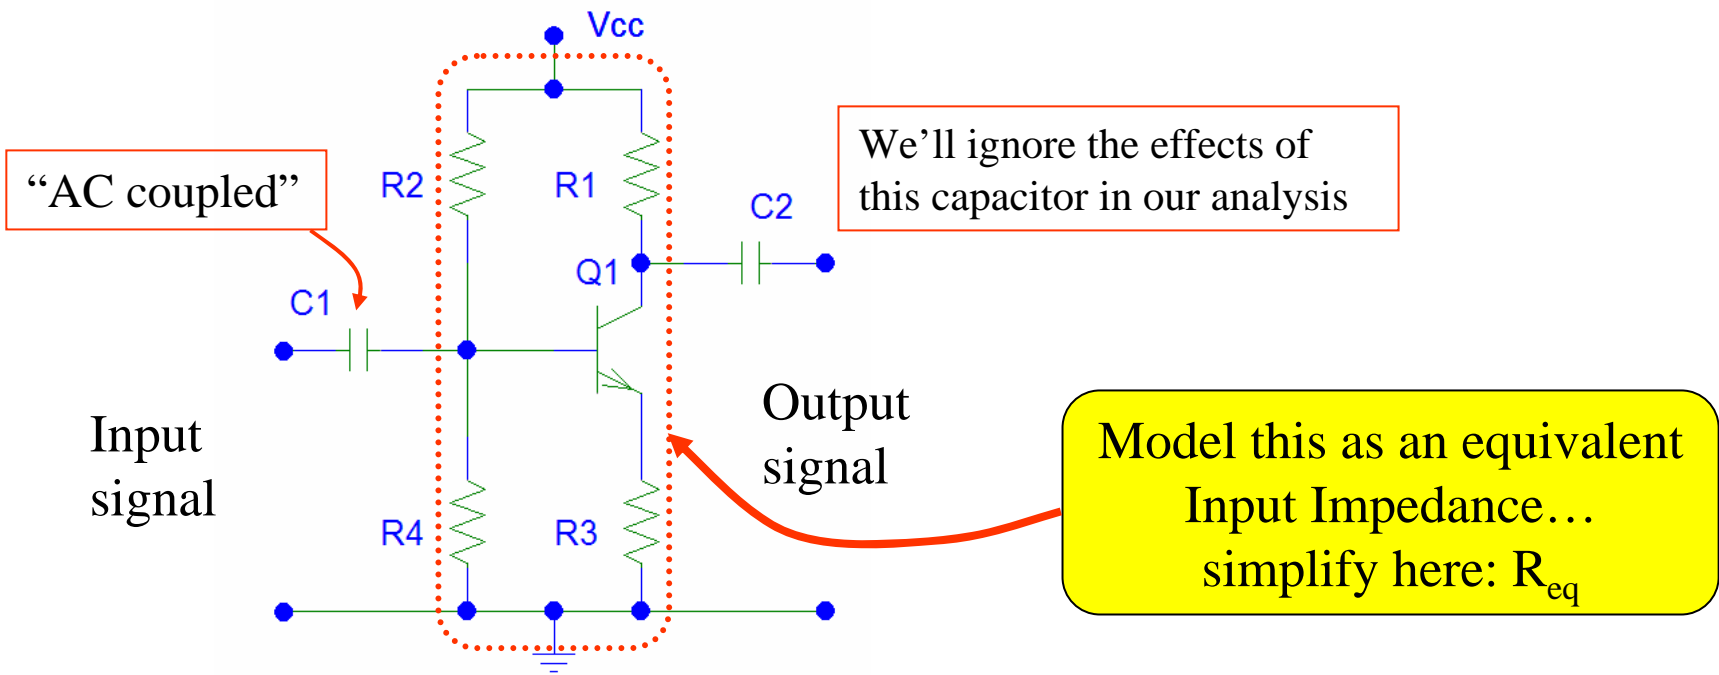 Vcc
“AC coupled”
R2
R1
We’ll ignore the effects of
this capacitor in our analysis
C2
Q1
C1
Input
signal
Output
signal
R4
R3
Model this as an equivalent
Input Impedance…
simplify here: Req